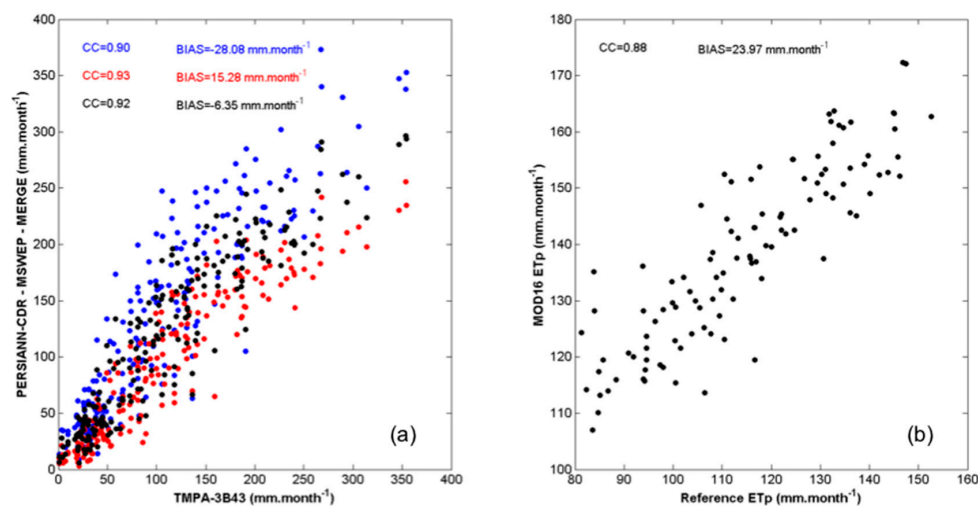 CC=0.90 BIAS=-28.08 mm.month⁻¹
CC=0.93 BIAS=15.28 mm.month⁻¹
CC=0.92 BIAS=-6.35 mm.month⁻¹
400
350
300
250
200
150
100
50
0
PERSIANN-CDR - MSWEP - MERGE (mm.month⁻¹)
(a)
0 50 100 150 200 250 300 350 400
TMPA-3B43 (mm.month⁻¹)
CC=0.88 BIAS=23.97 mm.month⁻¹
180
170
160
150
140
130
120
110
100
MOD16 ETp (mm.month⁻¹)
(b)
80 90 100 110 120 130 140 150 160
Reference ETp (mm.month⁻¹)